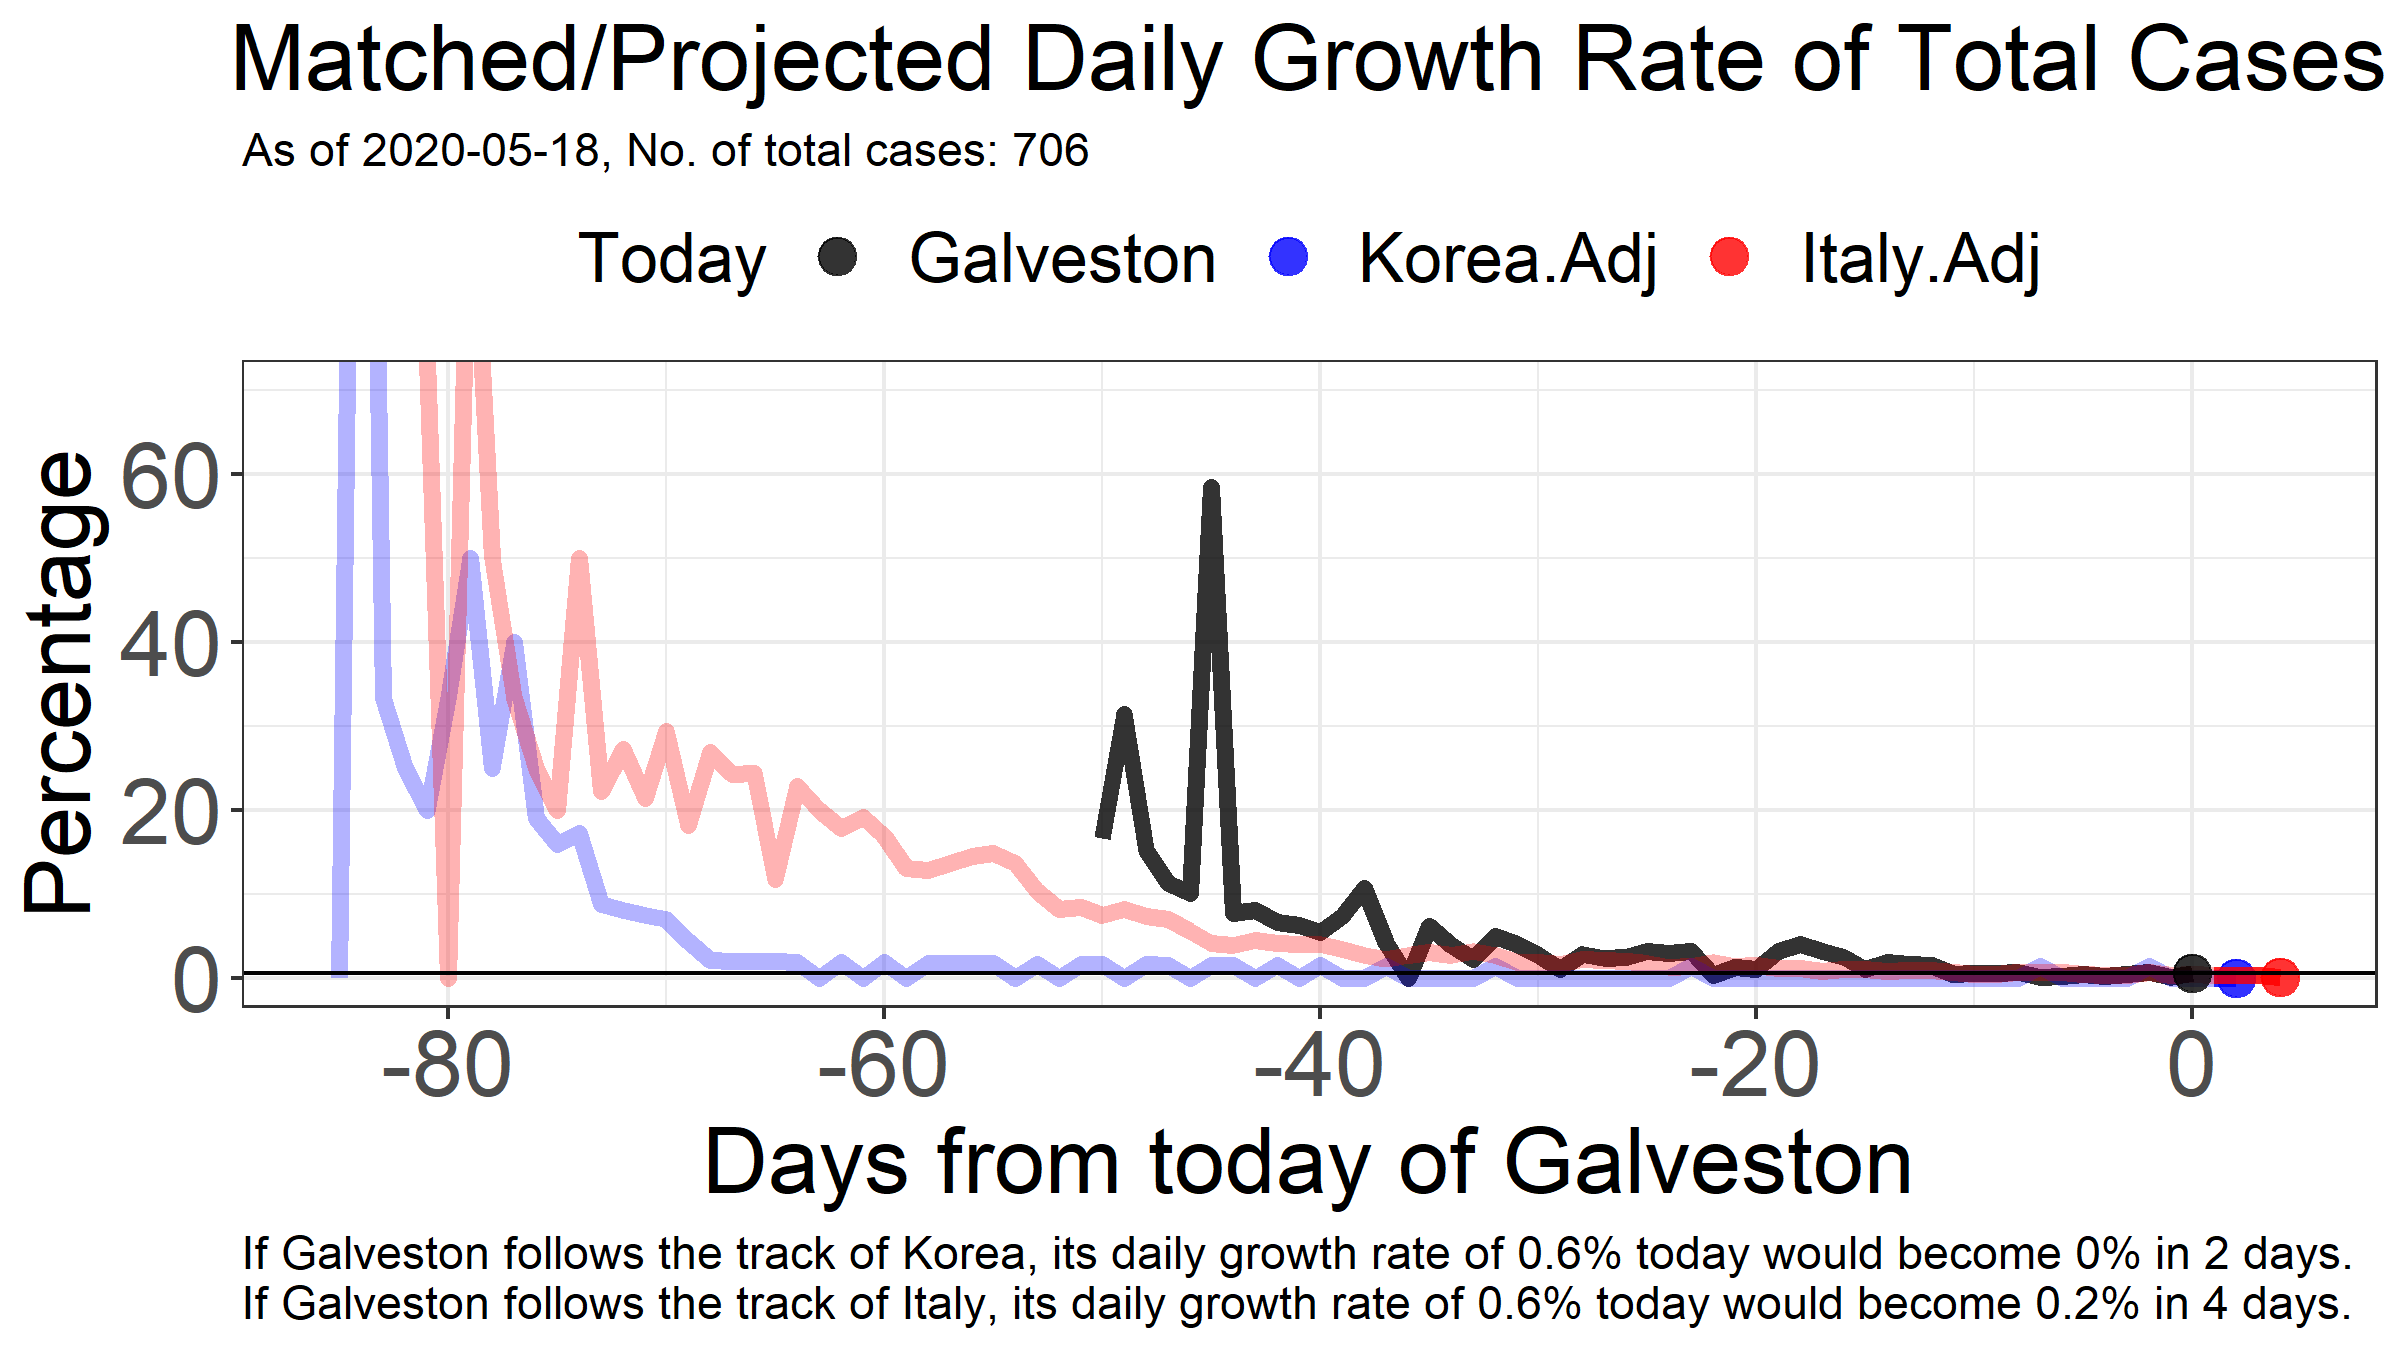 Matched/Projected Daily Growth Rate of Total Cases
As of 2020-05-18, No. of total cases: 706
Today Galveston Korea.Adj Italy.Adj
Percentage
60
40
20
0
-80 -60 -40 -20 0
Days from today of Galveston
If Galveston follows the track of Korea, its daily growth rate of 0.6% today would become 0% in 2 days.
If Galveston follows the track of Italy, its daily growth rate of 0.6% today would become 0.2% in 4 days.